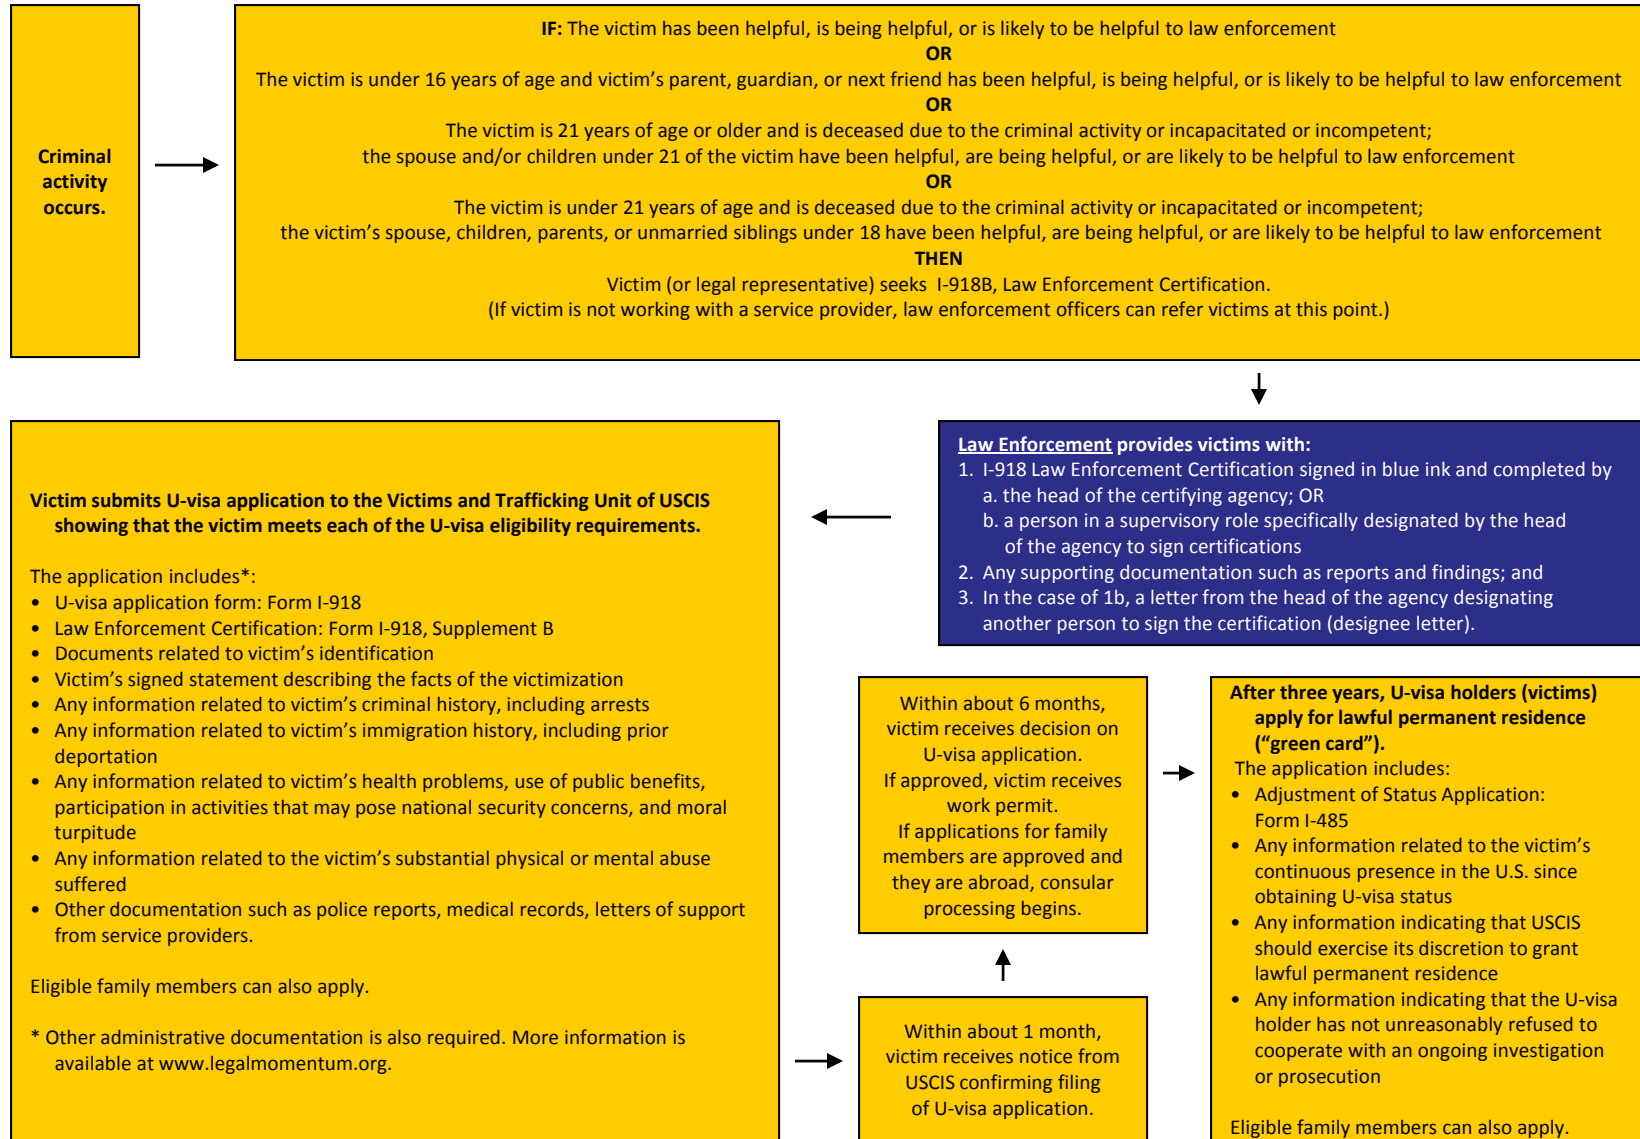 Criminal
activity
occurs.
IF: The victim has been helpful, is being helpful, or is likely to be helpful to law enforcement
OR
The victim is under 16 years of age and victim’s parent, guardian, or next friend has been helpful, is being helpful, or is likely to be helpful to law enforcement
OR
The victim is 21 years of age or older and is deceased due to the criminal activity or incapacitated or incompetent;
the spouse and/or children under 21 of the victim have been helpful, are being helpful, or are likely to be helpful to law enforcement
OR
The victim is under 21 years of age and is deceased due to the criminal activity or incapacitated or incompetent;
the victim’s spouse, children, parents, or unmarried siblings under 18 have been helpful, are being helpful, or are likely to be helpful to law enforcement
THEN
Victim (or legal representative) seeks I-918B, Law Enforcement Certification.
(If victim is not working with a service provider, law enforcement officers can refer victims at this point.)
Law Enforcement provides victims with:
1. I-918 Law Enforcement Certification signed in blue ink and completed by
a. the head of the certifying agency; OR
b. a person in a supervisory role specifically designated by the head
of the agency to sign certifications
2. Any supporting documentation such as reports and findings; and
3. In the case of 1b, a letter from the head of the agency designating
another person to sign the certification (designee letter).
Victim submits U-visa application to the Victims and Trafficking Unit of USCIS
showing that the victim meets each of the U-visa eligibility requirements.
The application includes*:
• U-visa application form: Form I-918
• Law Enforcement Certification: Form I-918, Supplement B
• Documents related to victim’s identification
• Victim’s signed statement describing the facts of the victimization
• Any information related to victim’s criminal history, including arrests
• Any information related to victim’s immigration history, including prior
deportation
• Any information related to victim’s health problems, use of public benefits,
participation in activities that may pose national security concerns, and moral
turpitude
• Any information related to the victim’s substantial physical or mental abuse
suffered
• Other documentation such as police reports, medical records, letters of support
from service providers.
Eligible family members can also apply.
* Other administrative documentation is also required. More information is
available at www.legalmomentum.org.
Within about 1 month,
victim receives notice from
USCIS confirming filing
of U-visa application.
Within about 6 months,
victim receives decision on
U-visa application.
If approved, victim receives
work permit.
If applications for family
members are approved and
they are abroad, consular
processing begins.
After three years, U-visa holders (victims)
apply for lawful permanent residence
(“green card”).
The application includes:
• Adjustment of Status Application:
Form I-485
• Any information related to the victim’s
continuous presence in the U.S. since
obtaining U-visa status
• Any information indicating that USCIS
should exercise its discretion to grant
lawful permanent residence
• Any information indicating that the U-visa
holder has not unreasonably refused to
cooperate with an ongoing investigation
or prosecution
Eligible family members can also apply.